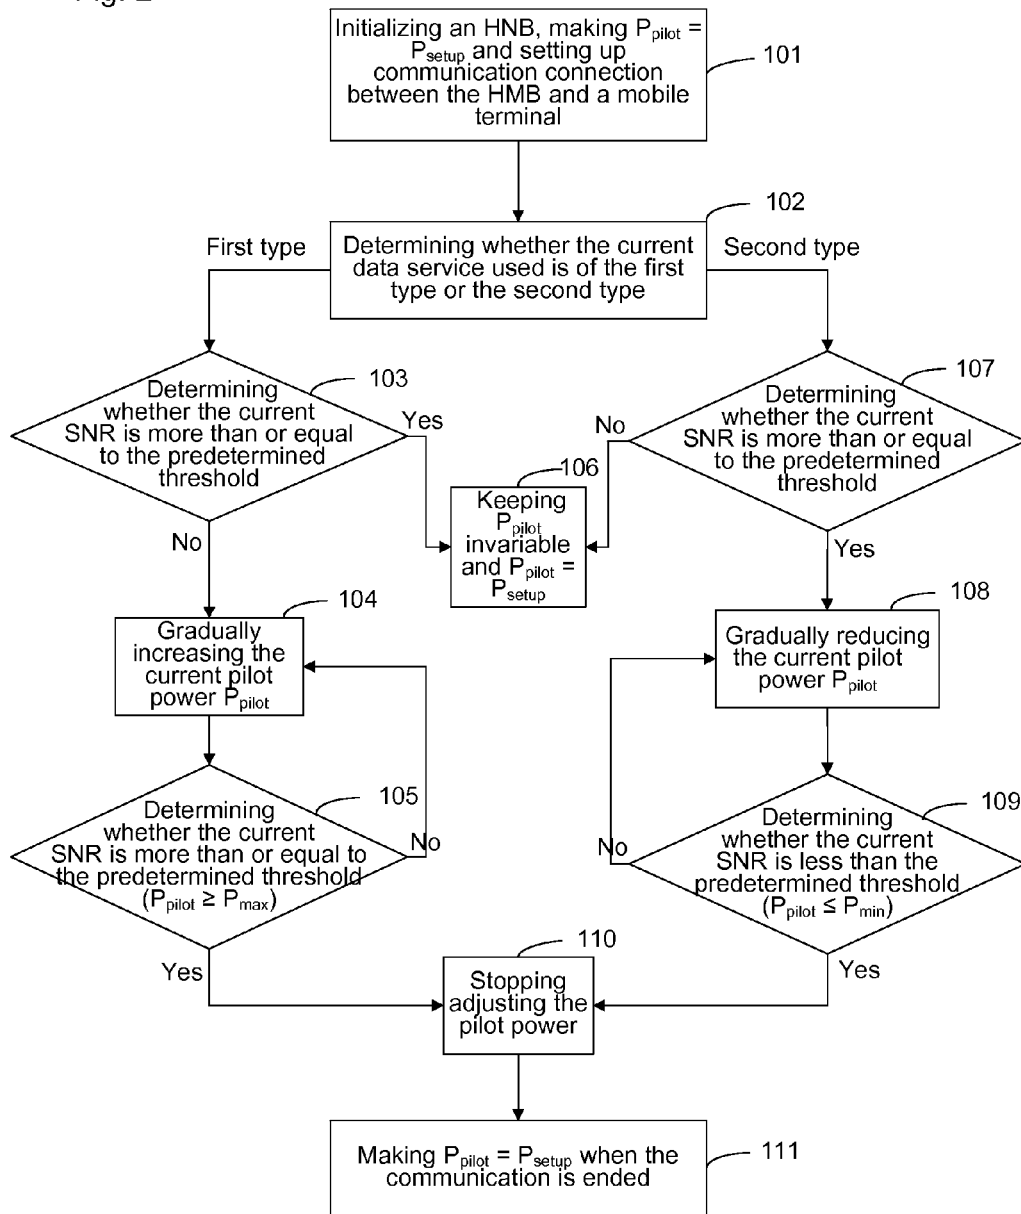 Initializing an HNB, making Ppilot =
Psetup and setting up
communication connection
between the HMB and a mobile
terminal
101
102
First type
Determining whether the current
data service used is of the first
type or the second type
Second type
103
Determining
whether the current
SNR is more than or equal
to the predetermined
threshold
Yes
No
106
Keeping
Ppilot
invariable
and Ppilot =
Psetup
107
Determining
whether the current
SNR is more than or equal
to the predetermined
threshold
No
Yes
104
Gradually
increasing the
current pilot
power Ppilot
108
Gradually reducing
the current pilot
power Ppilot
105
Determining
whether the current
SNR is more than or equal to
the predetermined threshold
(Ppilot ≥ Pmax)
No
Yes
109
Determining
whether the current
SNR is less than the
predetermined threshold
(Ppilot ≤ Pmin)
No
Yes
110
Stopping
adjusting the
pilot power
Making Ppilot = Psetup when the
communication is ended
111